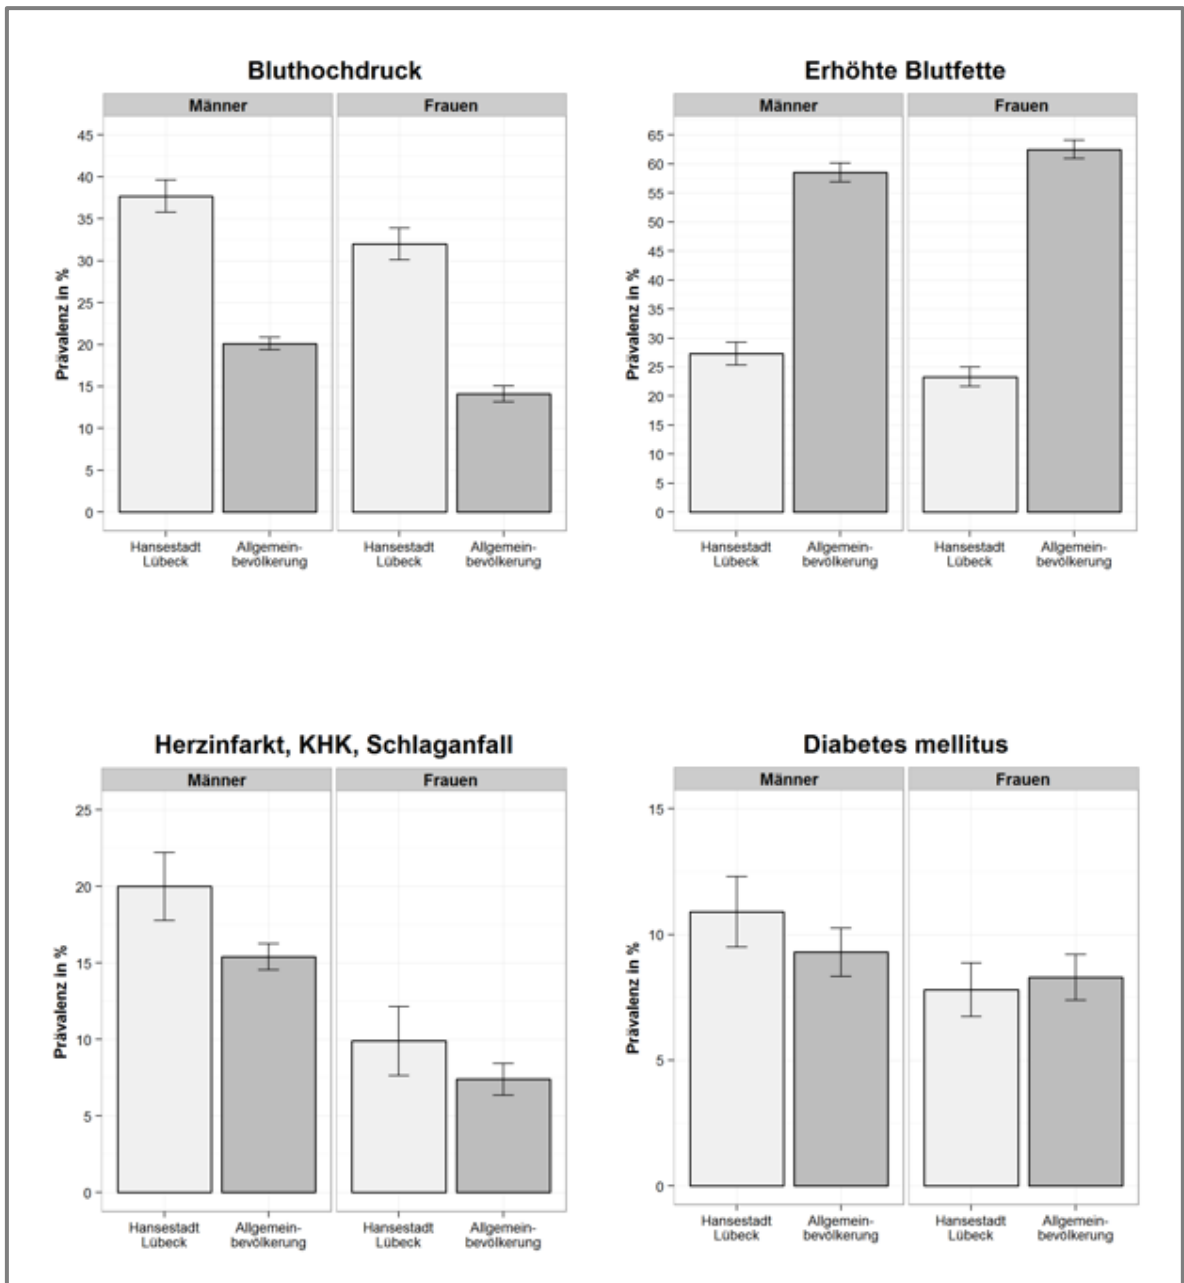 Bluthochdruck
Männer
Frauen
Prävalenz in %
45
40
35
30
25
20
15
10
5
0
Hansestadt
Lübeck
Allgemein-
bevölkerung
Hansestadt
Lübeck
Allgemein-
bevölkerung
Erhöhte Blutfette
Männer
Frauen
Prävalenz in %
65
60
55
50
45
40
35
30
25
20
15
10
5
0
Hansestadt
Lübeck
Allgemein-
bevölkerung
Hansestadt
Lübeck
Allgemein-
bevölkerung
Herzinfarkt, KHK, Schlaganfall
Männer
Frauen
Prävalenz in %
25
20
15
10
5
0
Hansestadt
Lübeck
Allgemein-
bevölkerung
Hansestadt
Lübeck
Allgemein-
bevölkerung
Diabetes mellitus
Männer
Frauen
Prävalenz in %
15
10
5
0
Hansestadt
Lübeck
Allgemein-
bevölkerung
Hansestadt
Lübeck
Allgemein-
bevölkerung